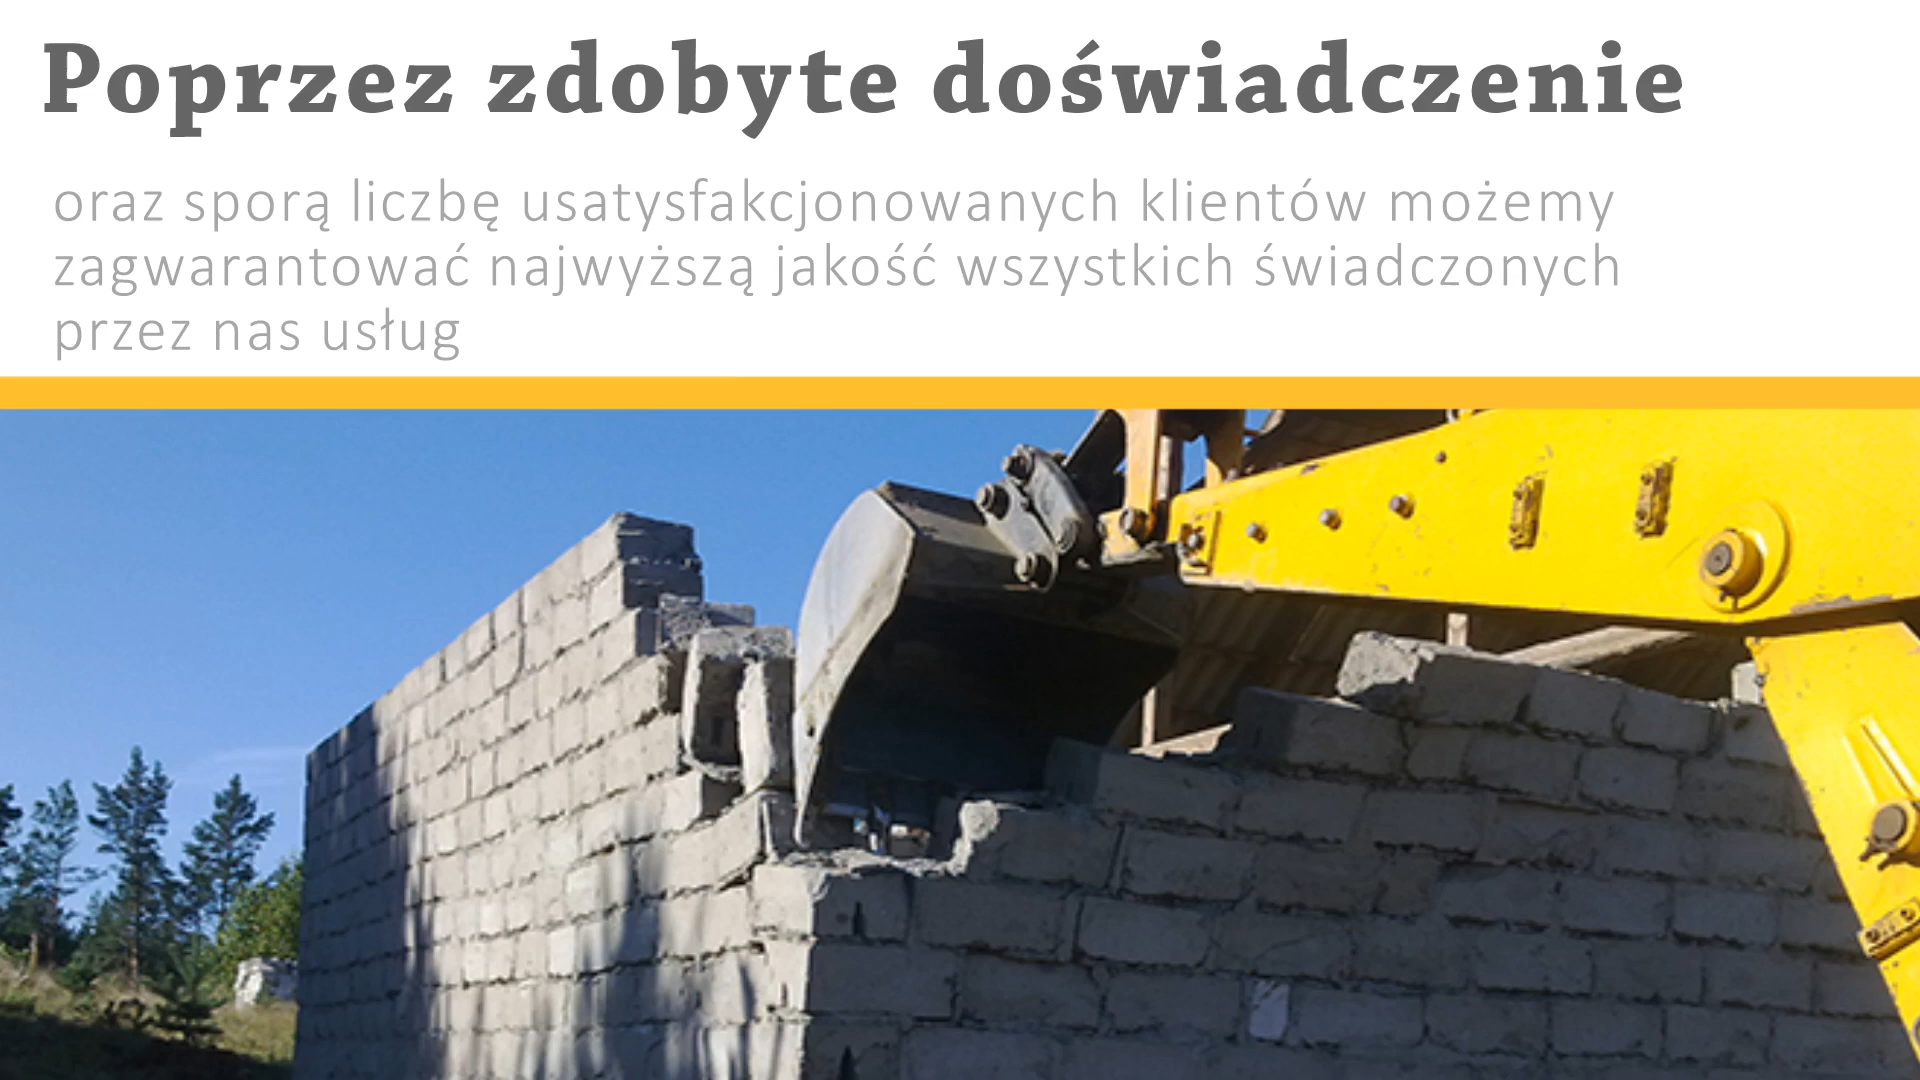 Poprzez zdobyte doświadczenie
oraz sporą liczbę usatysfakcjonowanych klientów możemy
zagwarantować najwyższą jakość wszystkich świadczonych
przez nas usług